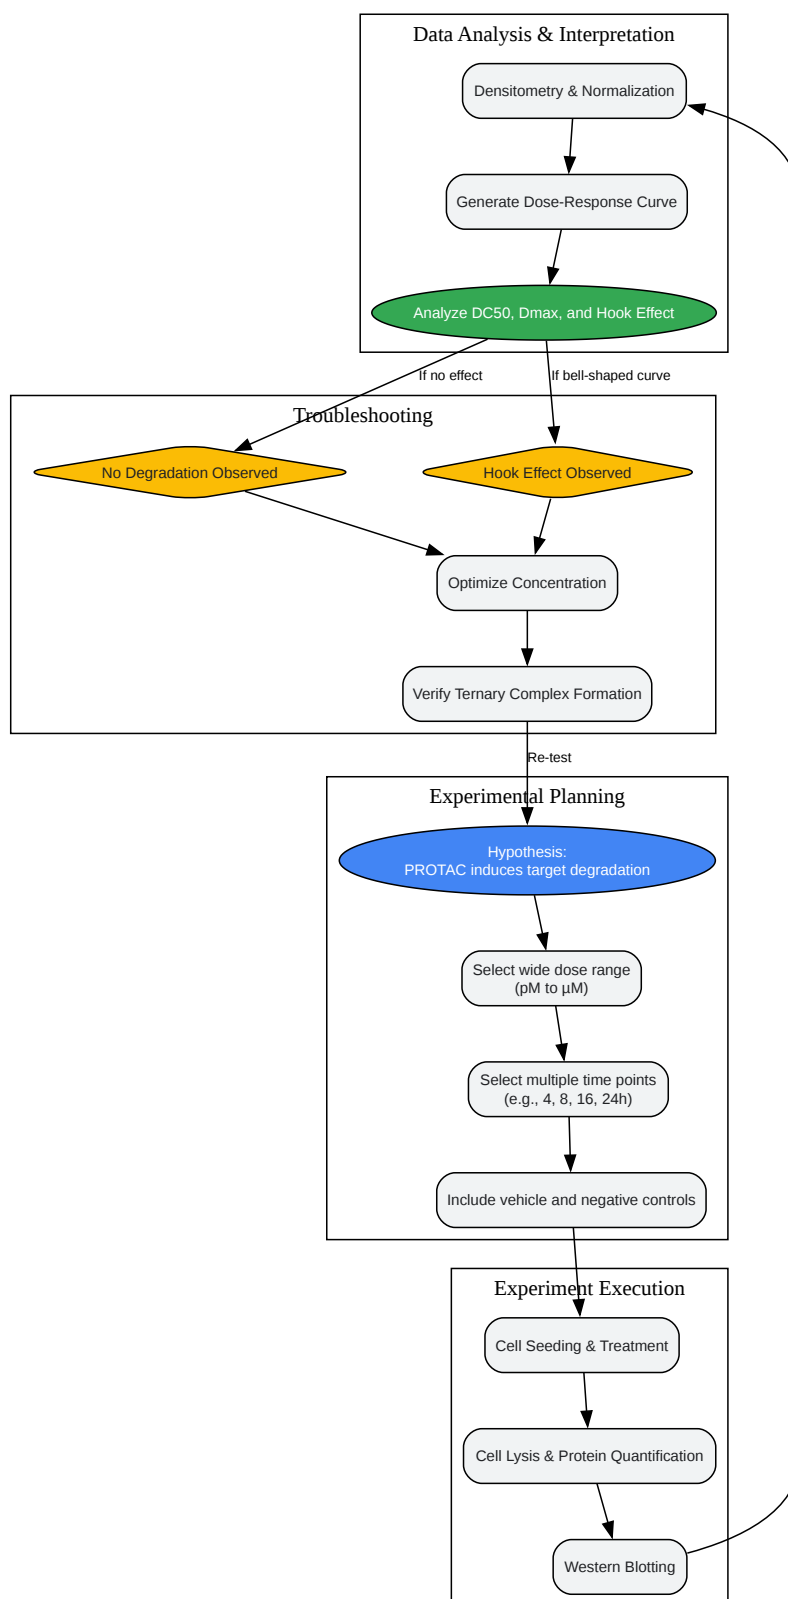 Data Analysis & Interpretation
Densitometry & Normalization
Generate Dose-Response Curve
Analyze DC50, Dmax, and Hook Effect
If no effect
If bell-shaped curve
Troubleshooting
No Degradation Observed
Hook Effect Observed
Optimize Concentration
Verify Ternary Complex Formation
Re-test
Experimental Planning
Hypothesis:
PROTAC induces target degradation
Select wide dose range
(pM to µM)
Select multiple time points
(e.g., 4, 8, 16, 24h)
Include vehicle and negative controls
Experiment Execution
Cell Seeding & Treatment
Cell Lysis & Protein Quantification
Western Blotting